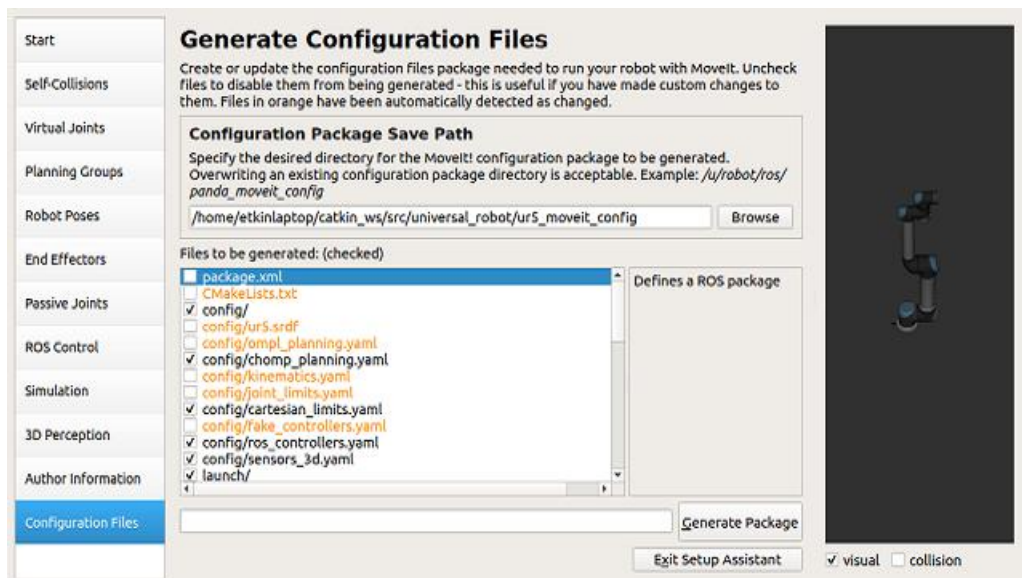 Start
Self-Collisions
Virtual Joints
Planning Groups
Robot Poses
End Effectors
Passive Joints
ROS Control
Simulation
3D Perception
Author Information
Configuration Files
Generate Configuration Files
Create or update the configuration files package needed to run your robot with MoveIt. Uncheck
files to disable them from being generated - this is useful if you have made custom changes to
them. Files in orange have been automatically detected as changed.
Configuration Package Save Path
Specify the desired directory for the MoveIt! configuration package to be generated.
Overwriting an existing configuration package directory is acceptable. Example: /u/robot/ros/
panda_moveit_config
/home/etkinlaptop/catkin_ws/src/universal_robot/ur5_moveit_config
Browse
Files to be generated: (checked)
package.xml
CMakeLists.txt
config/
config/ur5.srdf
config/ompl_planning.yaml
config/chomp_planning.yaml
config/kinematics.yaml
config/joint_limits.yaml
config/cartesian_limits.yaml
config/fake_controllers.yaml
config/ros_controllers.yaml
config/sensors_3d.yaml
launch/
Defines a ROS package
Generate Package
Exit Setup Assistant
visual collision